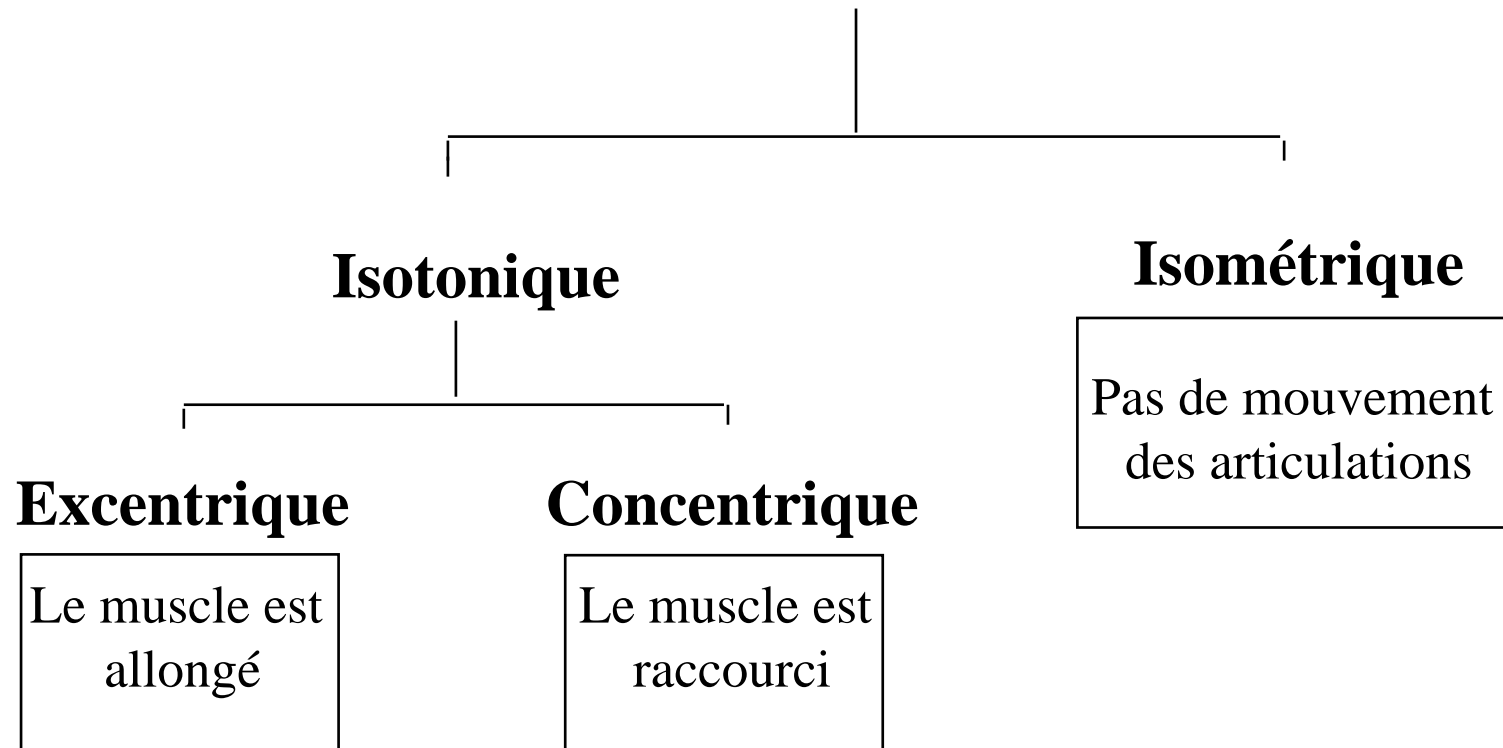 Isotonique
Isométrique
Pas de mouvement
des articulations
Excentrique
Concentrique
Le muscle est
allongé
Le muscle est
raccourci